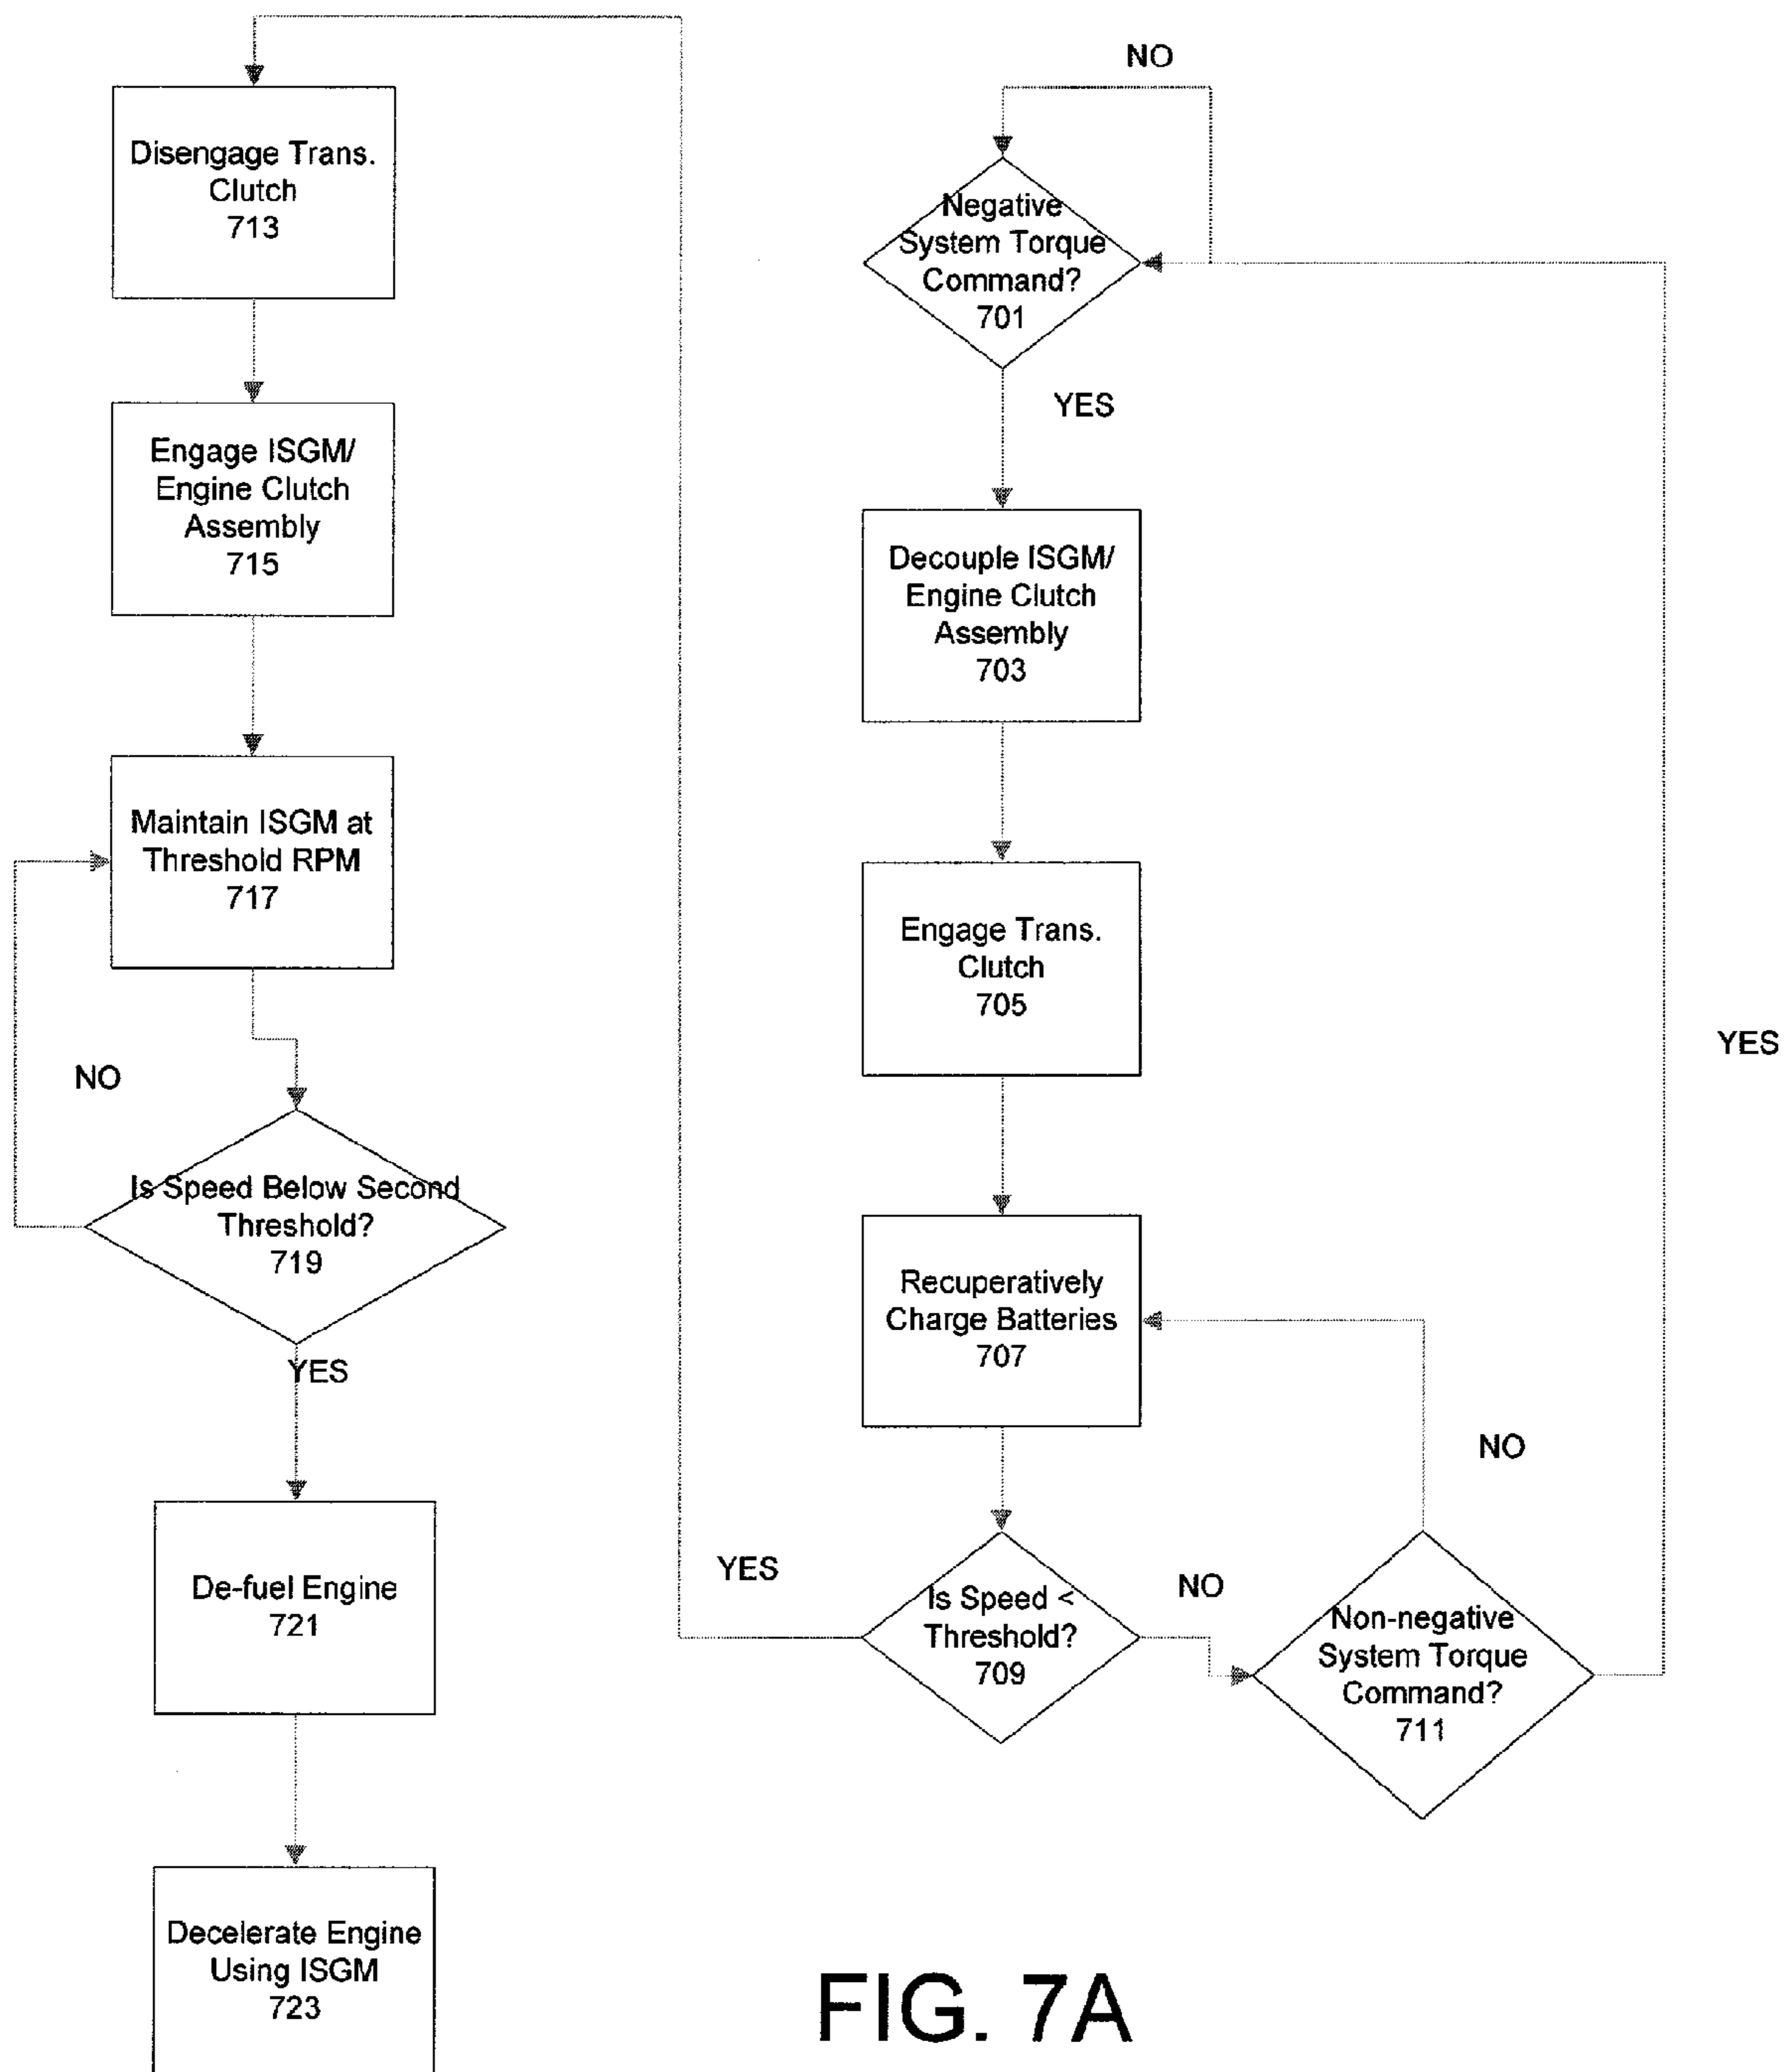 NO
Negative
System Torque
Command?
701
YES
Decouple ISGM/
Engine Clutch
Assembly
703
Engage Trans.
Clutch
705
Recuperatively
Charge Batteries
707
Is Speed <
Threshold?
709
YES
NO
Non-negative
System Torque
Command?
711
NO
YES
Disengage Trans.
Clutch
713
Engage ISGM/
Engine Clutch
Assembly
715
Maintain ISGM at
Threshold RPM
717
NO
Is Speed Below Second
Threshold?
719
YES
De-fuel Engine
721
Decelerate Engine
Using ISGM
723
FIG. 7A